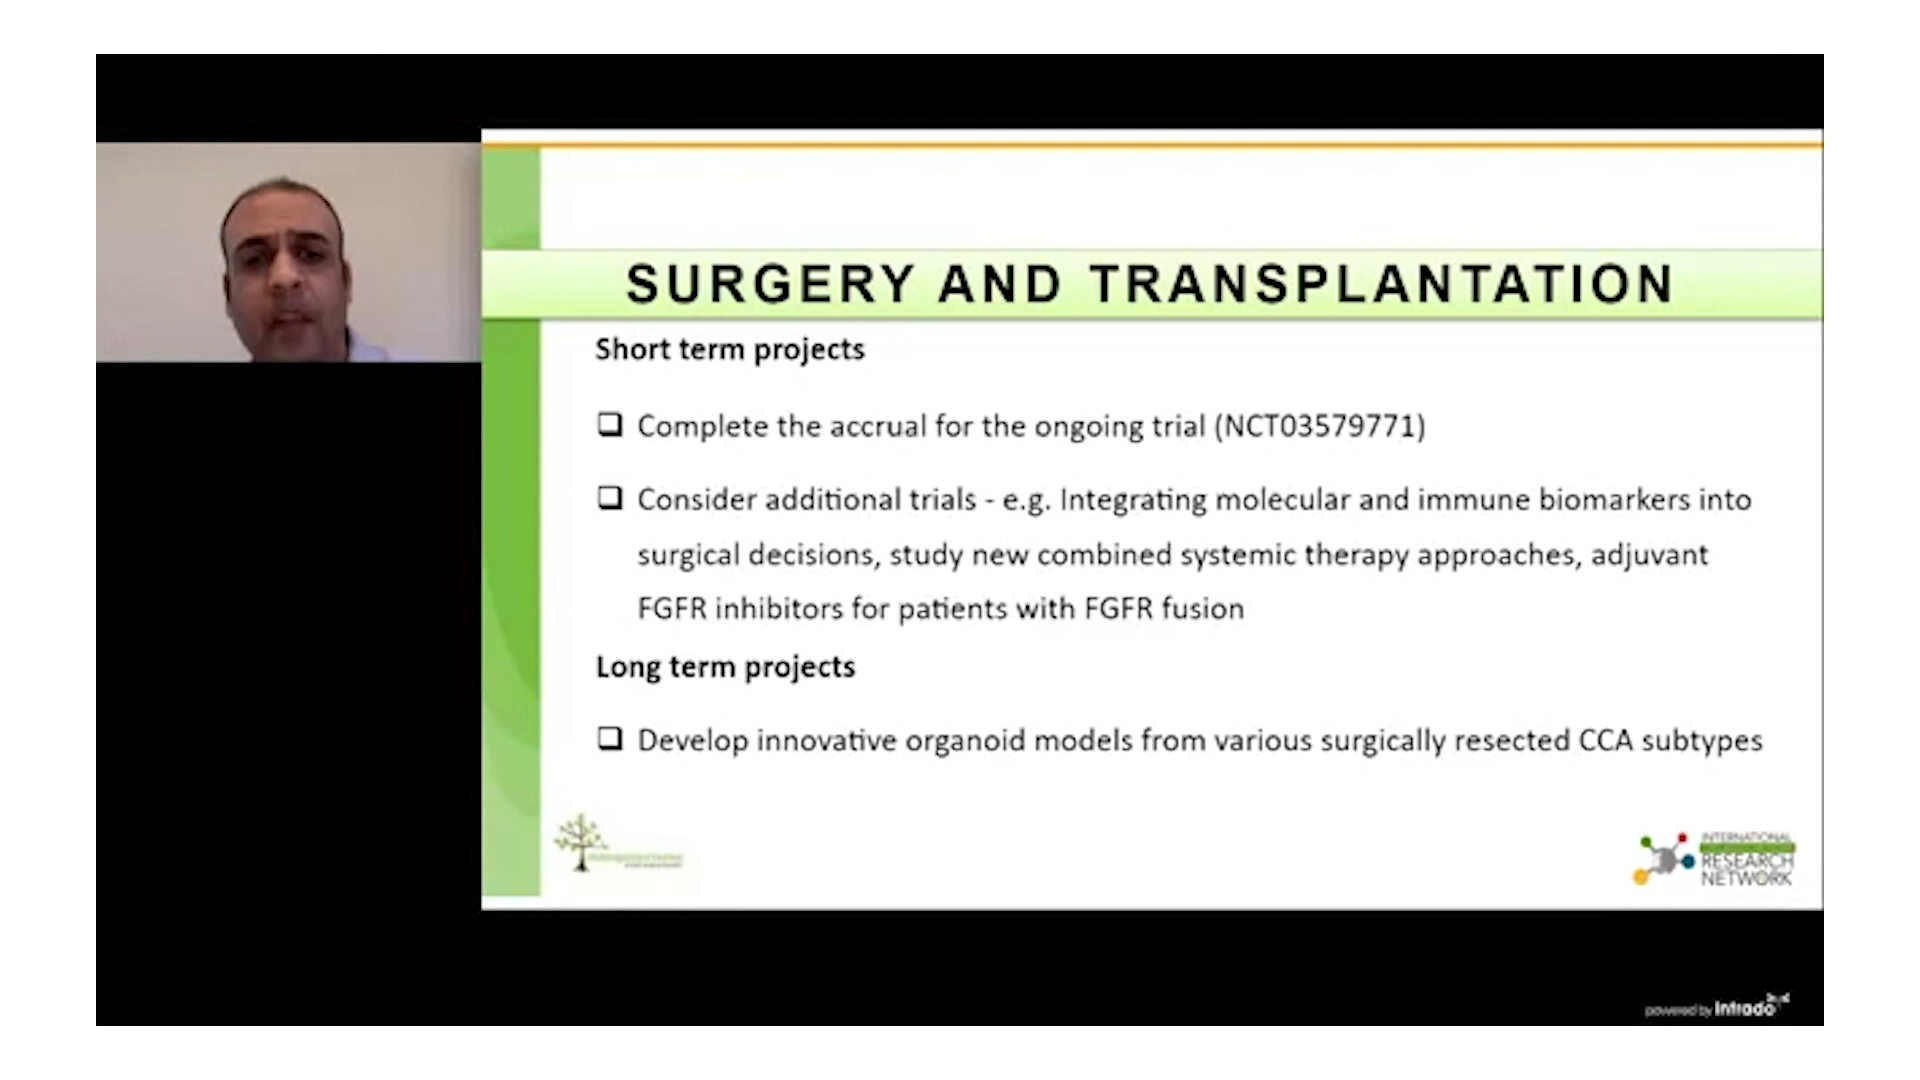 SURGERY AND TRANSPLANTATION
Short term projects
Complete the accrual for the ongoing trial (NCT03579771)
Consider additional trials - e.g. Integrating molecular and immune biomarkers into
surgical decisions, study new combined systemic therapy approaches, adjuvant
FGFR inhibitors for patients with FGFR fusion
Long term projects
Develop innovative organoid models from various surgically resected CCA subtypes
INTERNATIONAL
RESEARCH
NETWORK
powered by intrado